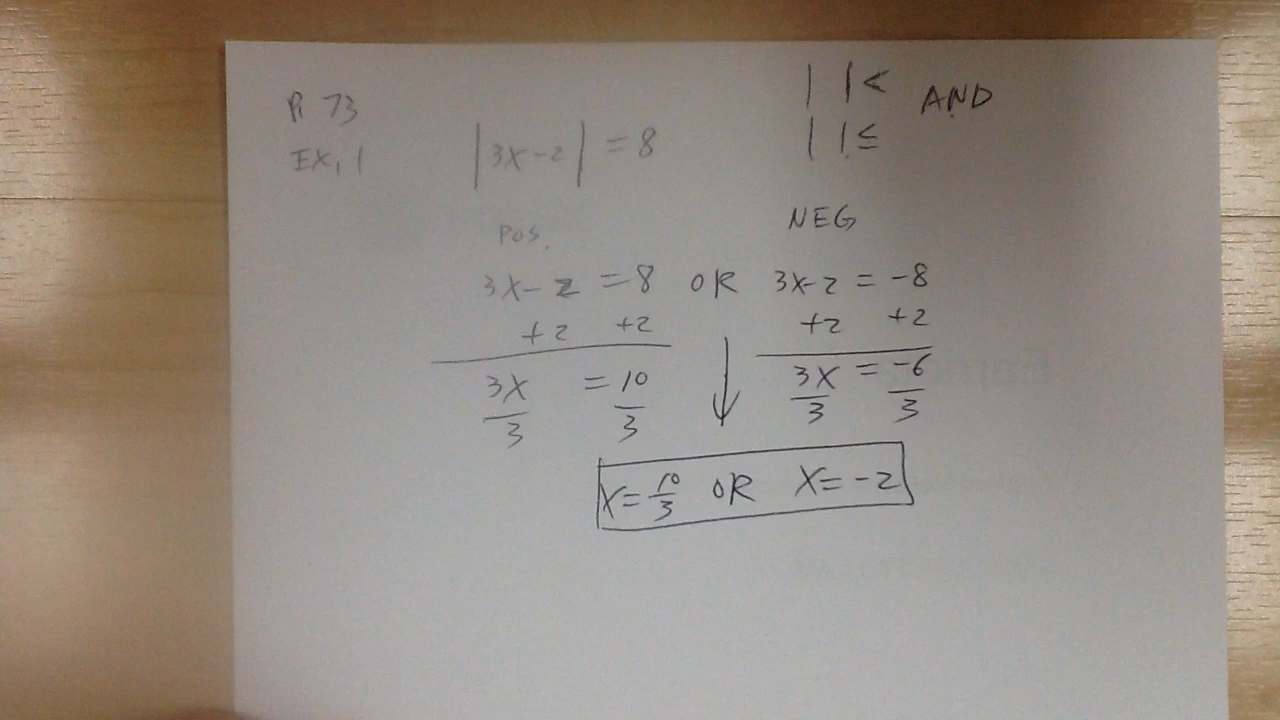 P. 73
EX. 1
|3X-2| = 8
| | < AND
| | ≤
POS. NEG
3X-2 = 8 OR 3X-2 = -8
+2 +2 +2 +2
3X = 10 3X = -6
3 3 3 3
X = 10/3 OR X = -2